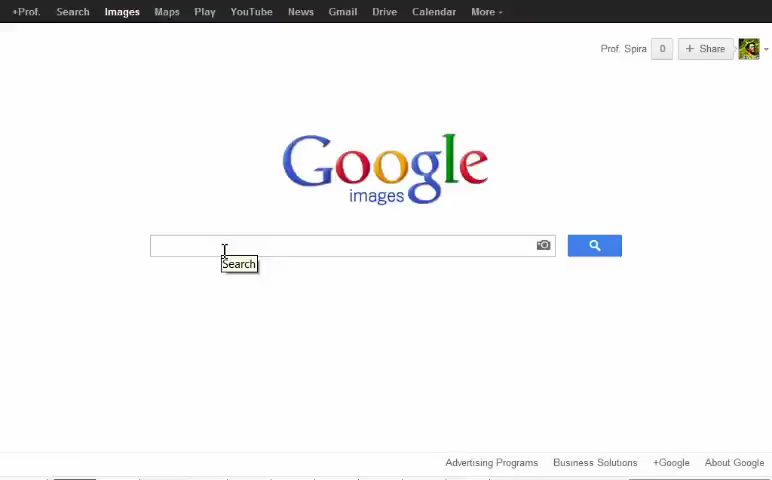 +Prof. Search Images Maps Play YouTube News Gmail Drive Calendar More
Prof. Spira 0 + Share
Google
images
Search
Advertising Programs Business Solutions +Google About Google